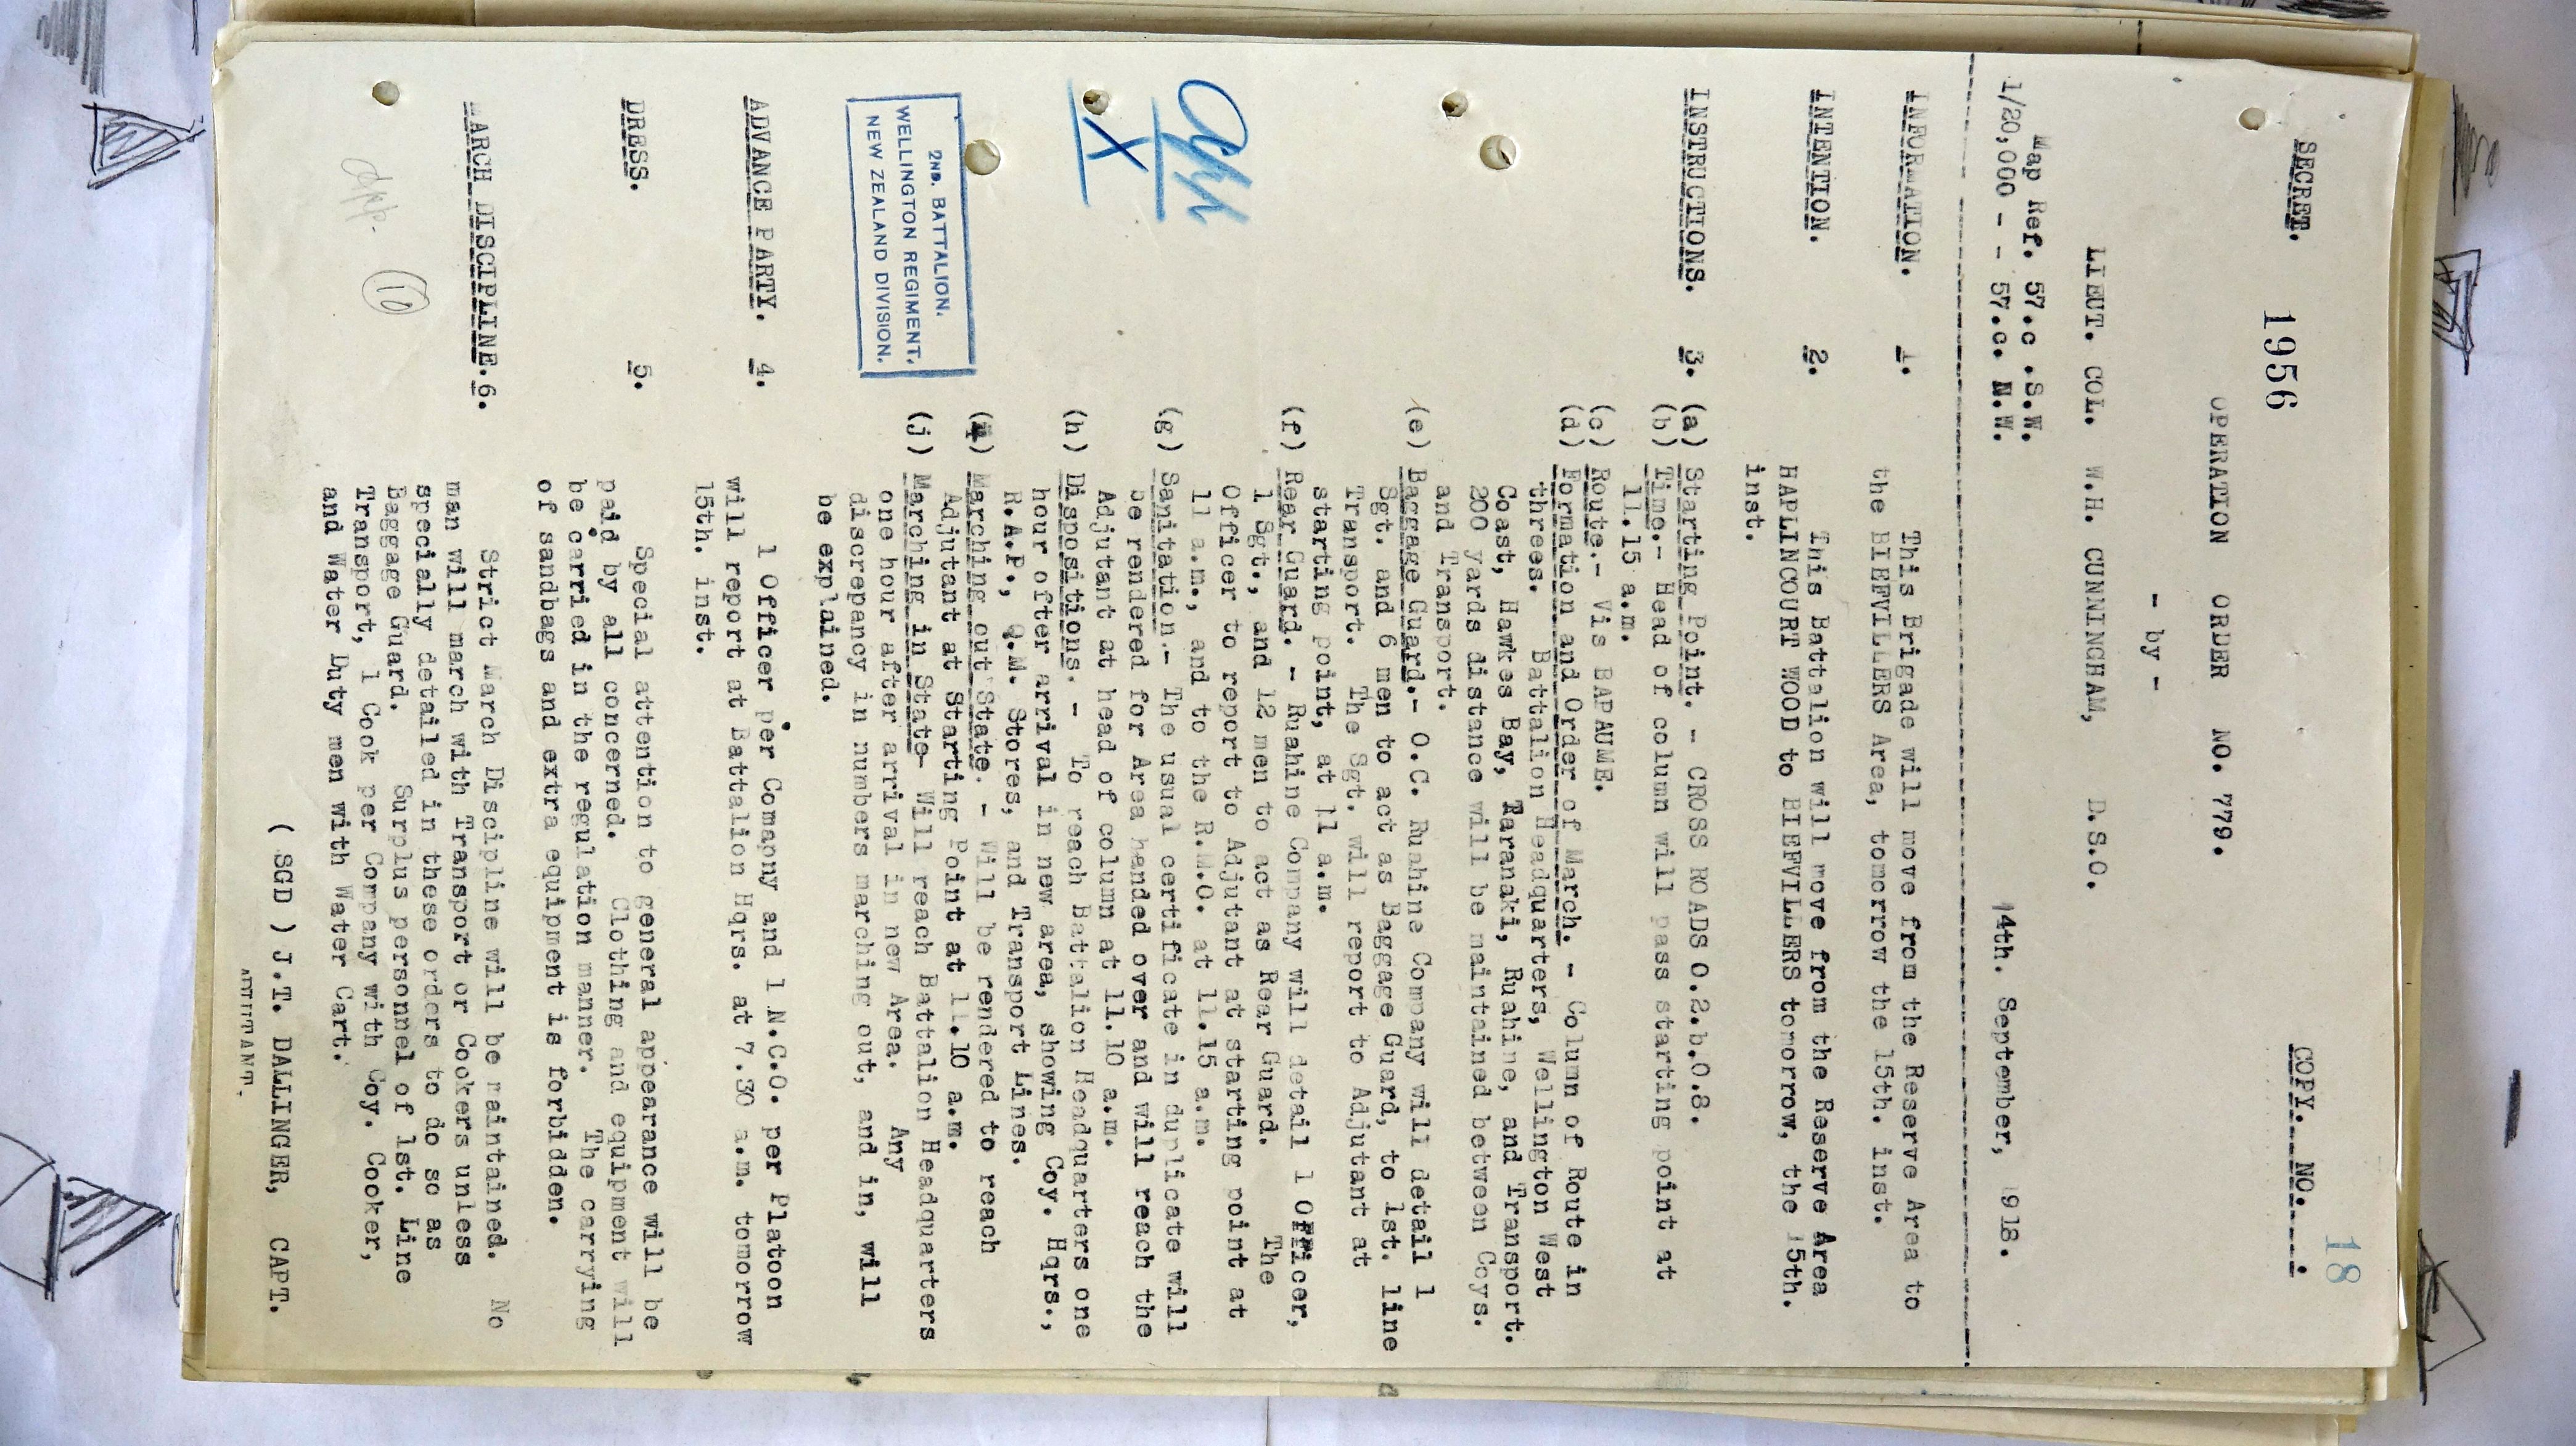 SECRET. 1956 COPY. NO. . 18
OPERATION ORDER NO. 779.
- by -
LIEUT. COL. W.H. CUNNINGHAM, D.S.O.
Map Ref. 57.c .S.W.
1/20,000 - - 57.c. N.W. 14th. September, 1918.
INFORMATION. 1. This Brigade will move from the Reserve Area to
the BIEFVILLERS Area, tomorrow the 15th. inst.
INTENTION. 2. This Battalion will move from the Reserve Area
HAPLINCOURT WOOD to BIEFVILLERS tomorrow, the 15th.
inst.
INSTRUCTIONS. 3. (a) Starting Point. - CROSS ROADS O.2.b.0.8.
(b) Time.- Head of column will pass starting point at
11.15 a.m.
(c) Route.- Vis BAPAUME.
(d) Formation and Order of March. - Column of Route in
threes. Battalion Headquarters, Wellington West
Coast, Hawkes Bay, Taranaki, Ruahine, and Transport.
200 yards distance will be maintained between Coys.
and Transport.
(e) Baggage Guard.- O.C. Ruahine Company will detail 1
Sgt. and 6 men to act as Baggage Guard, to 1st. line
Transport. The Sgt. will report to Adjutant at
starting point, at 11 a.m.
(f) Rear Guard. - Ruahine Company will detail 1 Officer,
1 Sgt., and 12 men to act as Rear Guard. The
Officer to report to Adjutant at starting point at
11 a.m., and to the R.M.O. at 11.15 a.m.
(g) Sanitation.- The usual certificate in duplicate will
be rendered for Area handed over and will reach the
Adjutant at head of column at 11.10 a.m.
(h) Dispositions. - To reach Battalion Headquarters one
hour ofter arrival in new area, showing Coy. Hqrs.,
R.A.P., Q.M. Stores, and Transport Lines.
(i) Marching out State. - Will be rendered to reach
Adjutant at Starting Point at 11.10 a.m.
(j) March­ing in State- Will reach Battalion Headquarters
one hour after arrival in new Area. Any
discrepancy in numbers marching out, and in, will
be explained.
App
X
2ND. BATTALION.
WELLINGTON REGIMENT.
NEW ZEALAND DIVISION.
ADVANCE PARTY. 4. 1 Officer per Comapny and 1 N.C.O. per Platoon
will report at Battalion Hqrs. at 7.30 a.m. tomorrow
15th. inst.
DRESS. 5. Special attention to general appearance will be
paid by all concerned. Clothing and equipment will
be carried in the regulation manner. The carrying
of sandbags and extra equipment is forbidden.
MARCH DISCIPLINE.6. Strict March Discipline will be maintained. No
man will march with Transport or Cookers unless
specially detailed in these orders to do so as
Baggage Guard. Surplus personnel of 1st. Line
Transport, 1 Cook per Company with Coy. Cooker,
and Water Duty men with Water Cart.
App. 10
( SGD ) J.T. DALLINGER, CAPT.
ADJUTANT.